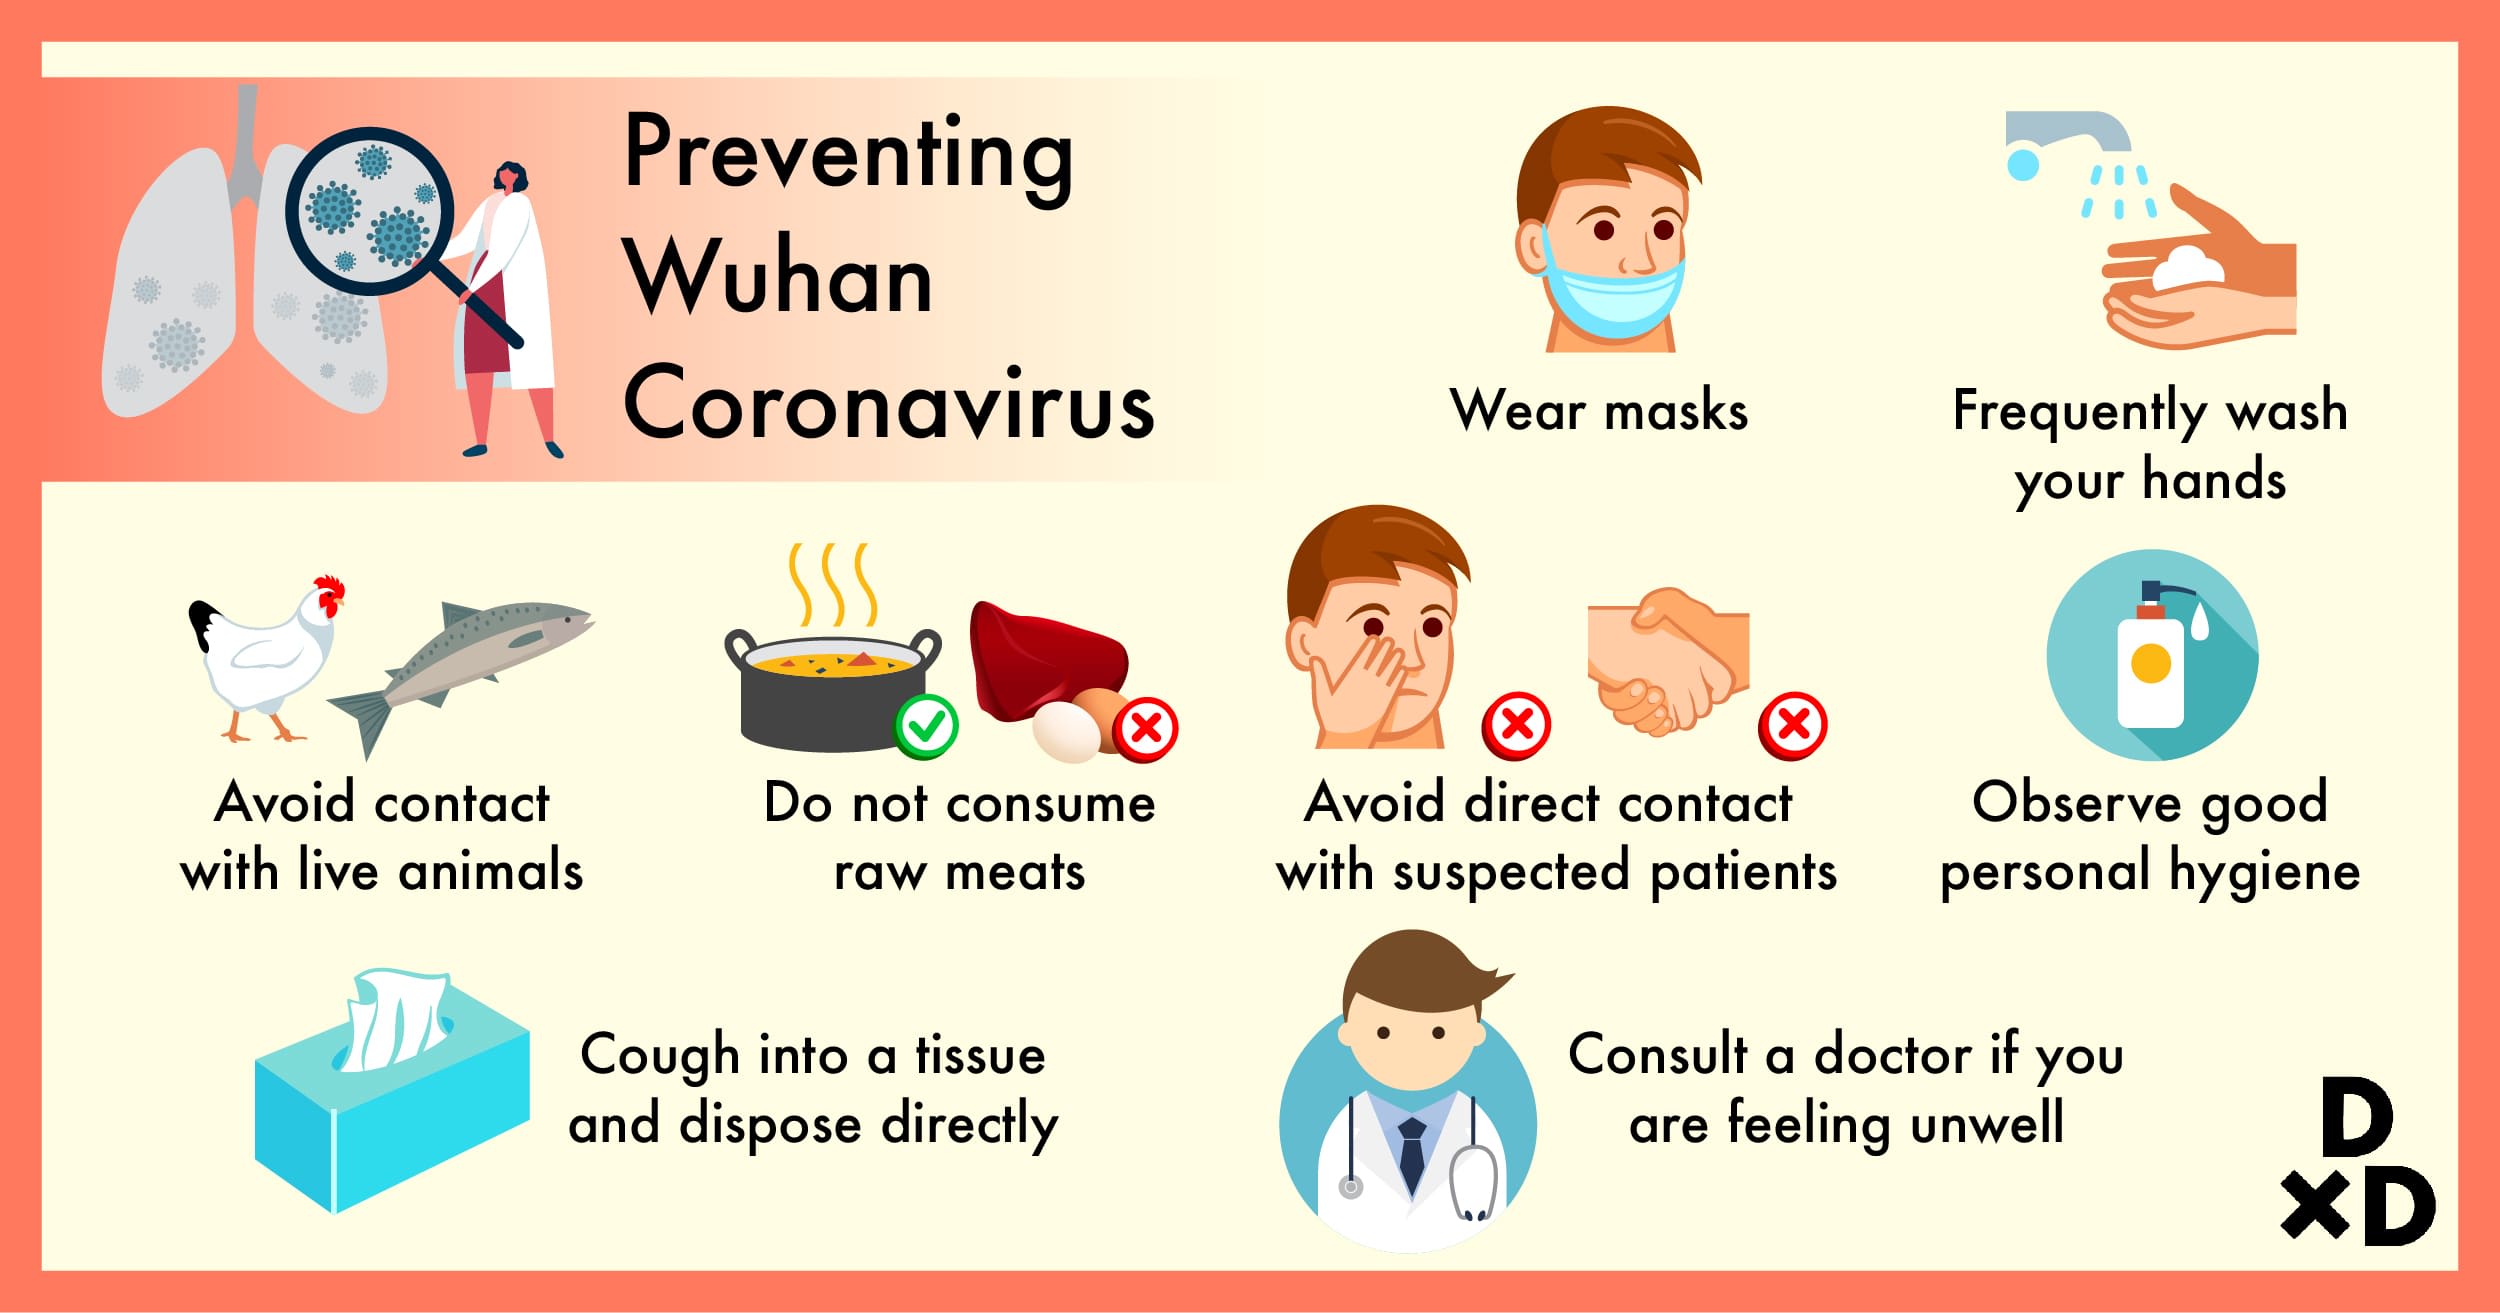 Preventing
Wuhan
Coronavirus
Wear masks
Frequently wash
your hands
Avoid contact
with live animals
Do not consume
raw meats
Avoid direct contact
with suspected patients
Observe good
personal hygiene
Cough into a tissue
and dispose directly
Consult a doctor if you
are feeling unwell
D
×D